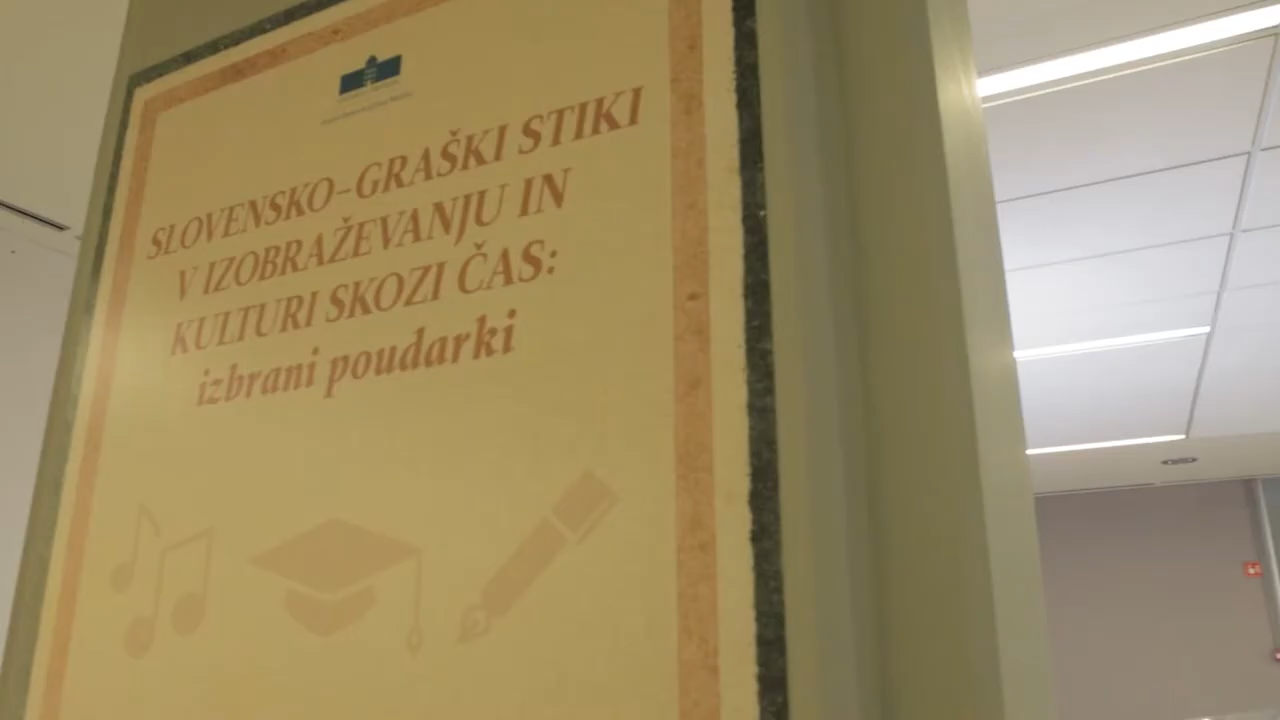 SLOVENSKO–GRAŠKI STIKI
V IZOBRAŽEVANJU IN
KULTURI SKOZI ČAS:
izbrani poudarki